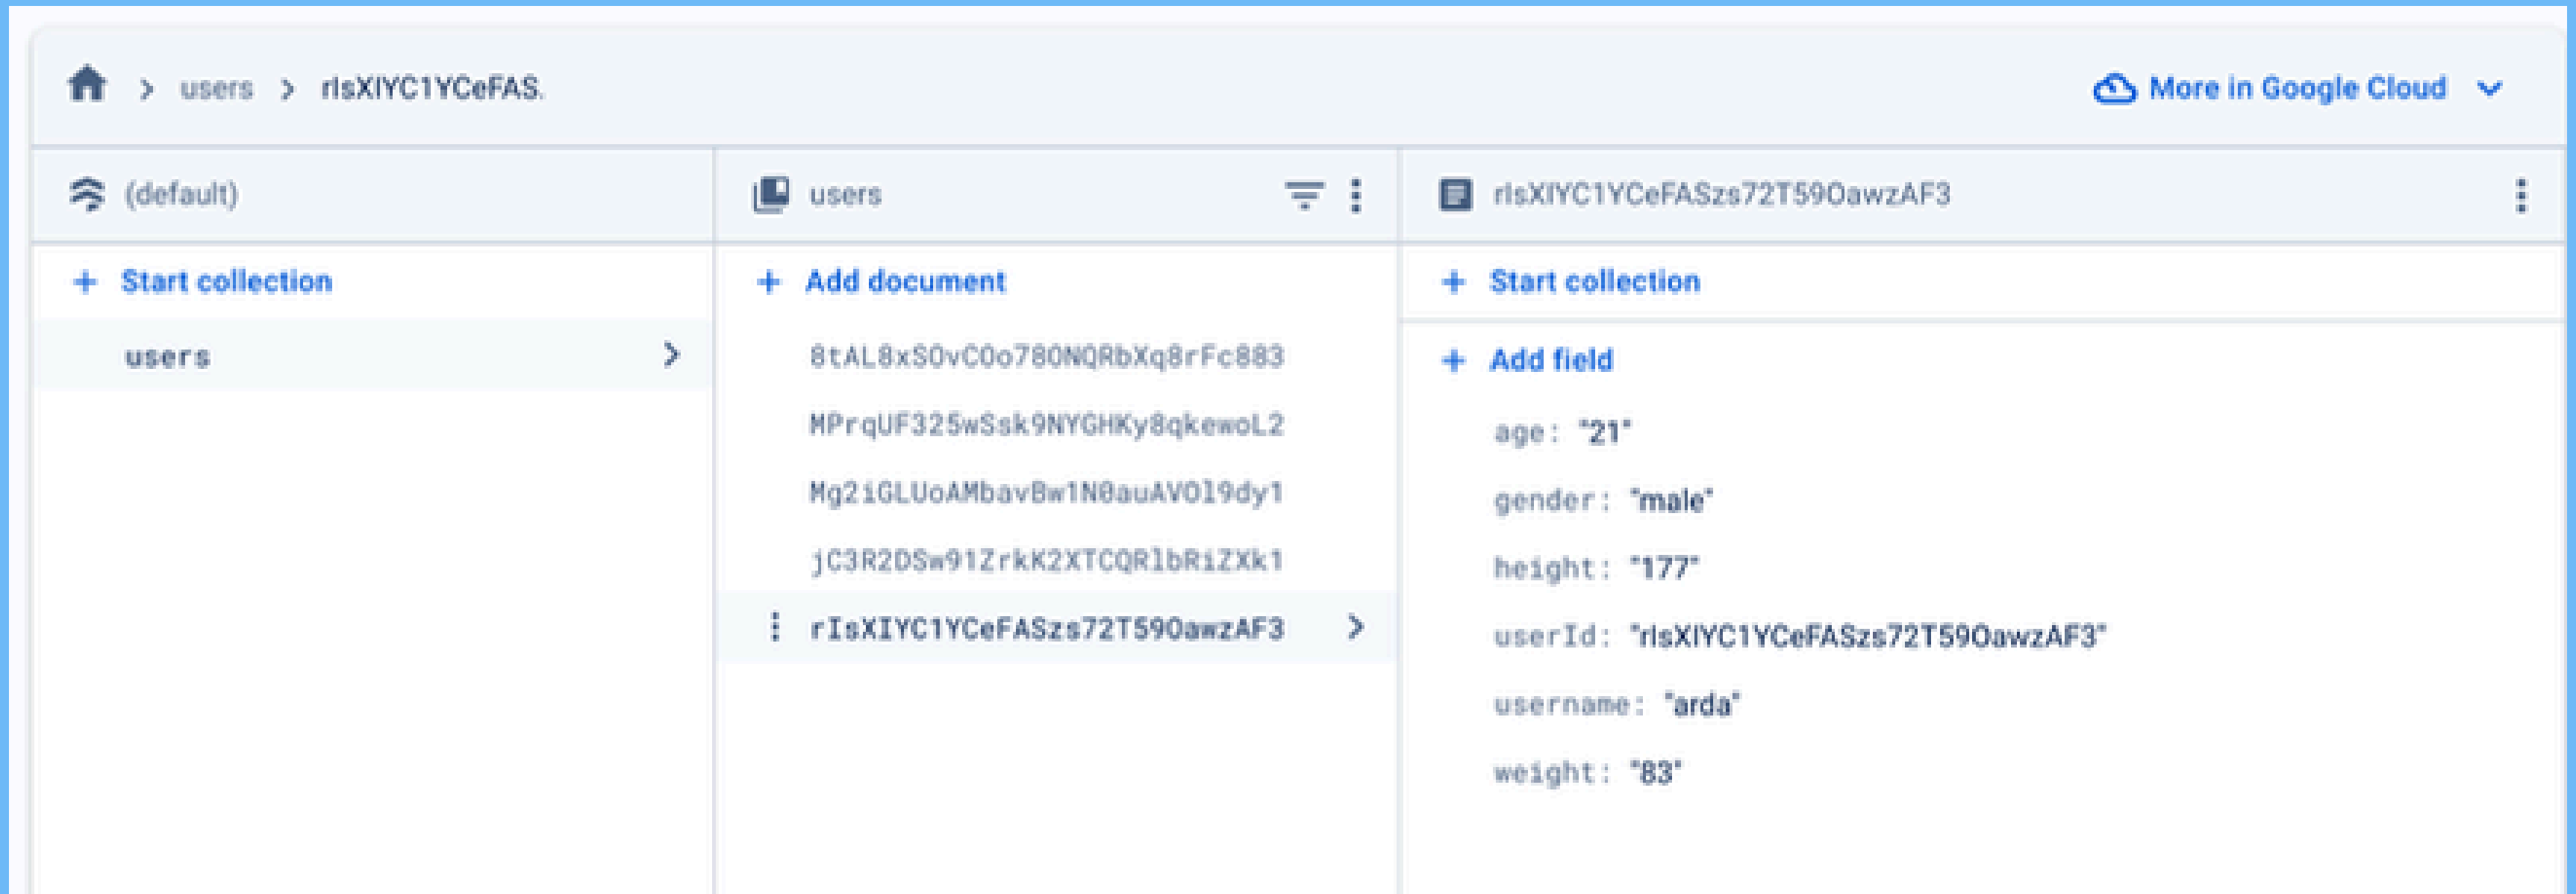 users rIsXIYC1YCeFAS. More in Google Cloud
(default)
users
rIsXIYC1YCeFASzs72T59OawzAF3
+ Start collection
users
+ Add document
8tAL8xSOvCOo780NQRbXq8rFc883
MPrqUF325wSsk9NYGHKy8qkewoL2
Mg2iGLUoAMbavBw1N0auAVOl9dy1
jC3R2DSw91ZrkK2XTCQRlbRiZXk1
rIsXIYC1YCeFASzs72T59OawzAF3
+ Start collection
+ Add field
age: "21"
gender: "male"
height: "177"
userId: "rIsXIYC1YCeFASzs72T59OawzAF3"
username: "arda"
weight: "83"